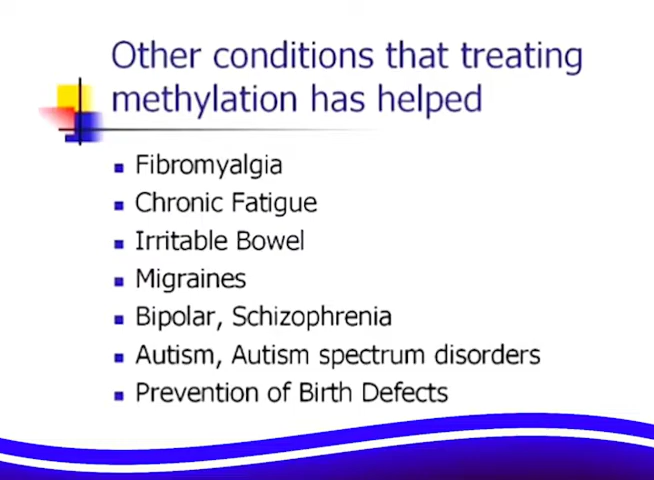 Other conditions that treating
methylation has helped
Fibromyalgia
Chronic Fatigue
Irritable Bowel
Migraines
Bipolar, Schizophrenia
Autism, Autism spectrum disorders
Prevention of Birth Defects